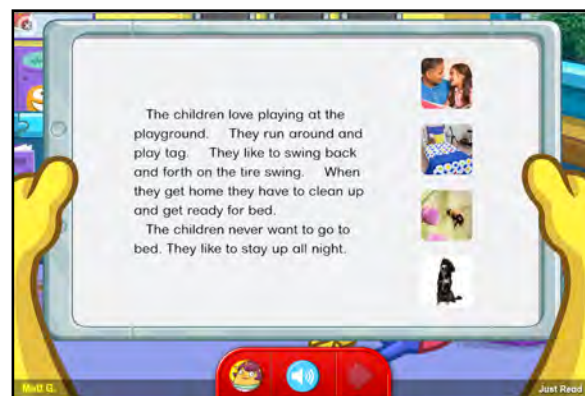 The children love playing at the
playground. They run around and
play tag. They like to swing back
and forth on the tire swing. When
they get home they have to clean up
and get ready for bed.
The children never want to go to
bed. They like to stay up all night.
Matt G.
Just Read